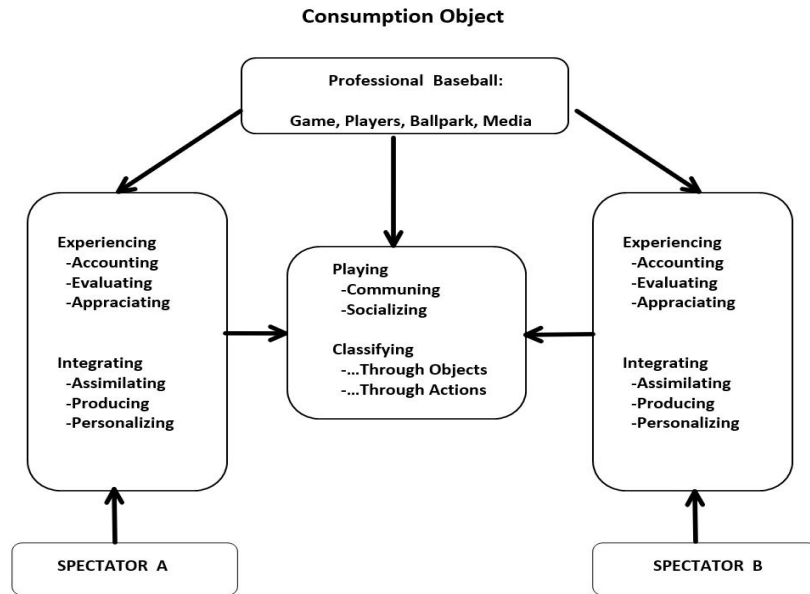 Consumption Object
Professional Baseball:
Game, Players, Ballpark, Media
Experiencing
-Accounting
-Evaluating
-Appraciating
Integrating
-Assimilating
-Producing
-Personalizing
Playing
-Communing
-Socializing
Classifying
-...Through Objects
-...Through Actions
Experiencing
-Accounting
-Evaluating
-Appraciating
Integrating
-Assimilating
-Producing
-Personalizing
SPECTATOR A
SPECTATOR B